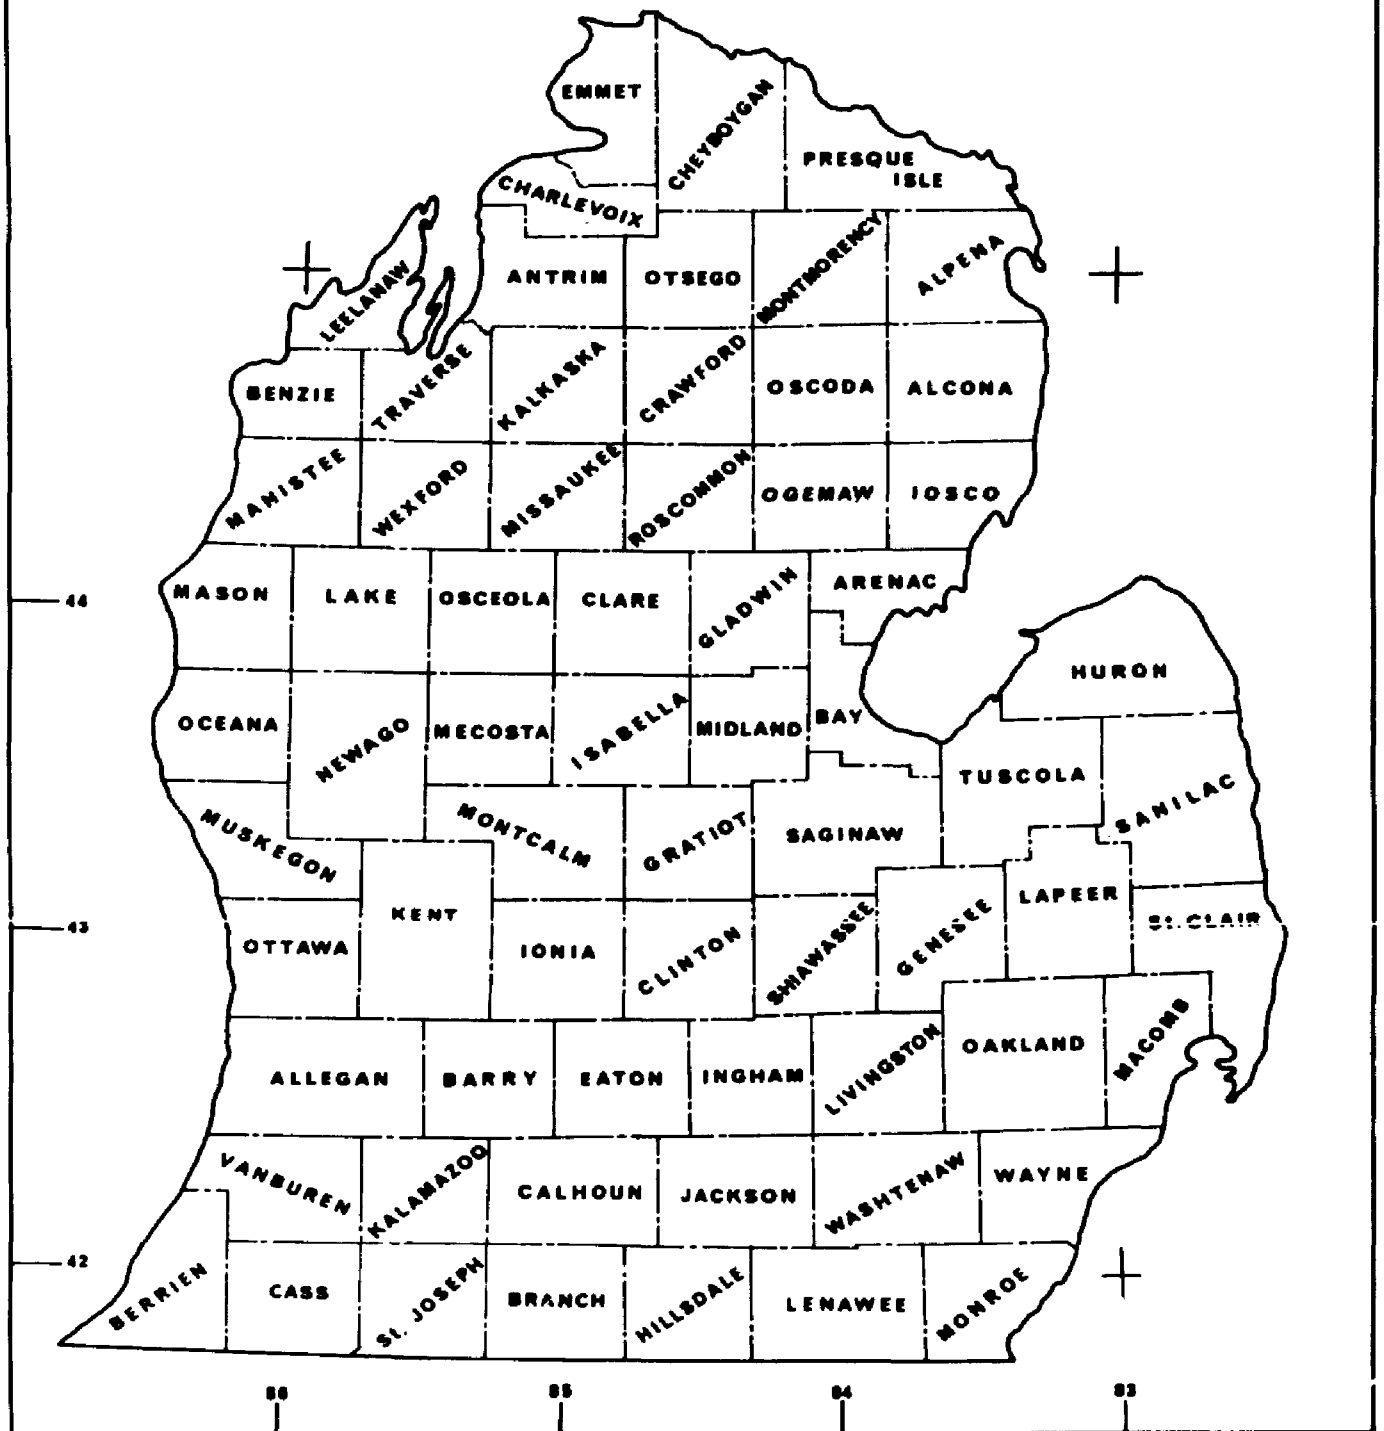 EMMET
CHEYBOYGAN
PRESQUE
ISLE
CHARLEVOIX
ANTRIM
OTSEGO
MONTMORENCY
ALPENA
LEELANAW
BENZIE
TRAVERSE
KALKASKA
CRAWFORD
OSCODA
ALCONA
MANISTEE
WEXFORD
MISSAUKEE
ROSCOMMON
OGEMAW
IOSCO
44
MASON
LAKE
OSCEOLA
CLARE
GLADWIN
ARENAC
HURON
OCEANA
NEWAGO
MECOSTA
ISABELLA
MIDLAND
BAY
TUSCOLA
SANILAC
MUSKEGON
MONTCALM
GRATIOT
SAGINAW
LAPEER
43
OTTAWA
KENT
IONIA
CLINTON
SHIAWASSEE
GENESEE
St. CLAIR
ALLEGAN
BARRY
EATON
INGHAM
LIVINGSTON
OAKLAND
MACOMB
VANBUREN
KALAMAZOO
CALHOUN
JACKSON
WASHTENAW
WAYNE
42
BERRIEN
CASS
St. JOSEPH
BRANCH
HILLSDALE
LENAWEE
MONROE
86
85
84
83